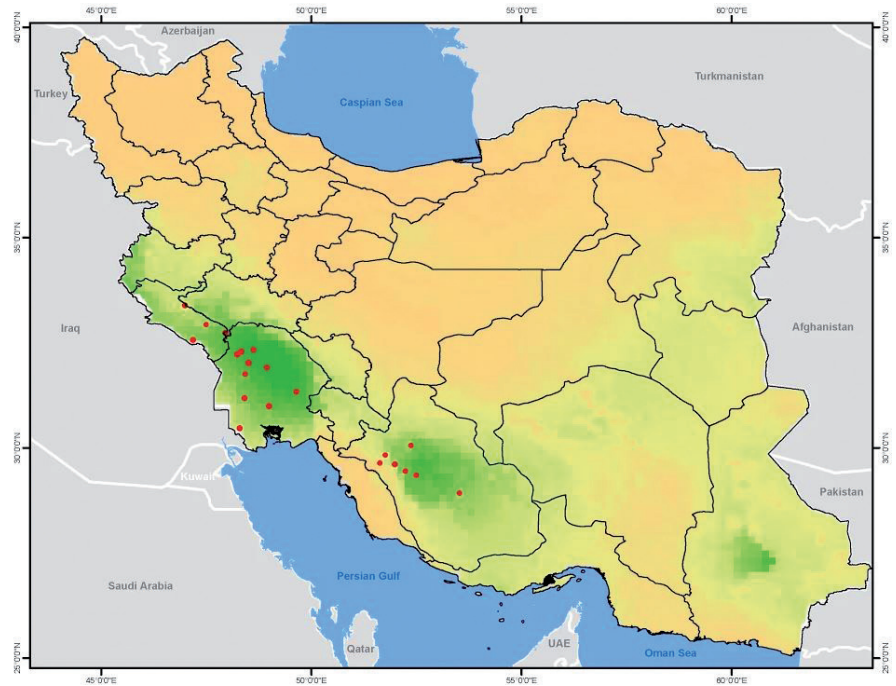 45°0'0"E 50°0'0"E 55°0'0"E 60°0'0"E
40°0'0"N
40°0'0"N
Azerbaijan
Turkey
Turkmanistan
Caspian Sea
35°0'0"N
35°0'0"N
Iraq
Afghanistan
30°0'0"N
30°0'0"N
Kuwait
Pakistan
Saudi Arabia
Persian Gulf
Qatar
UAE
Oman Sea
25°0'0"N
25°0'0"N
45°0'0"E 50°0'0"E 55°0'0"E 60°0'0"E